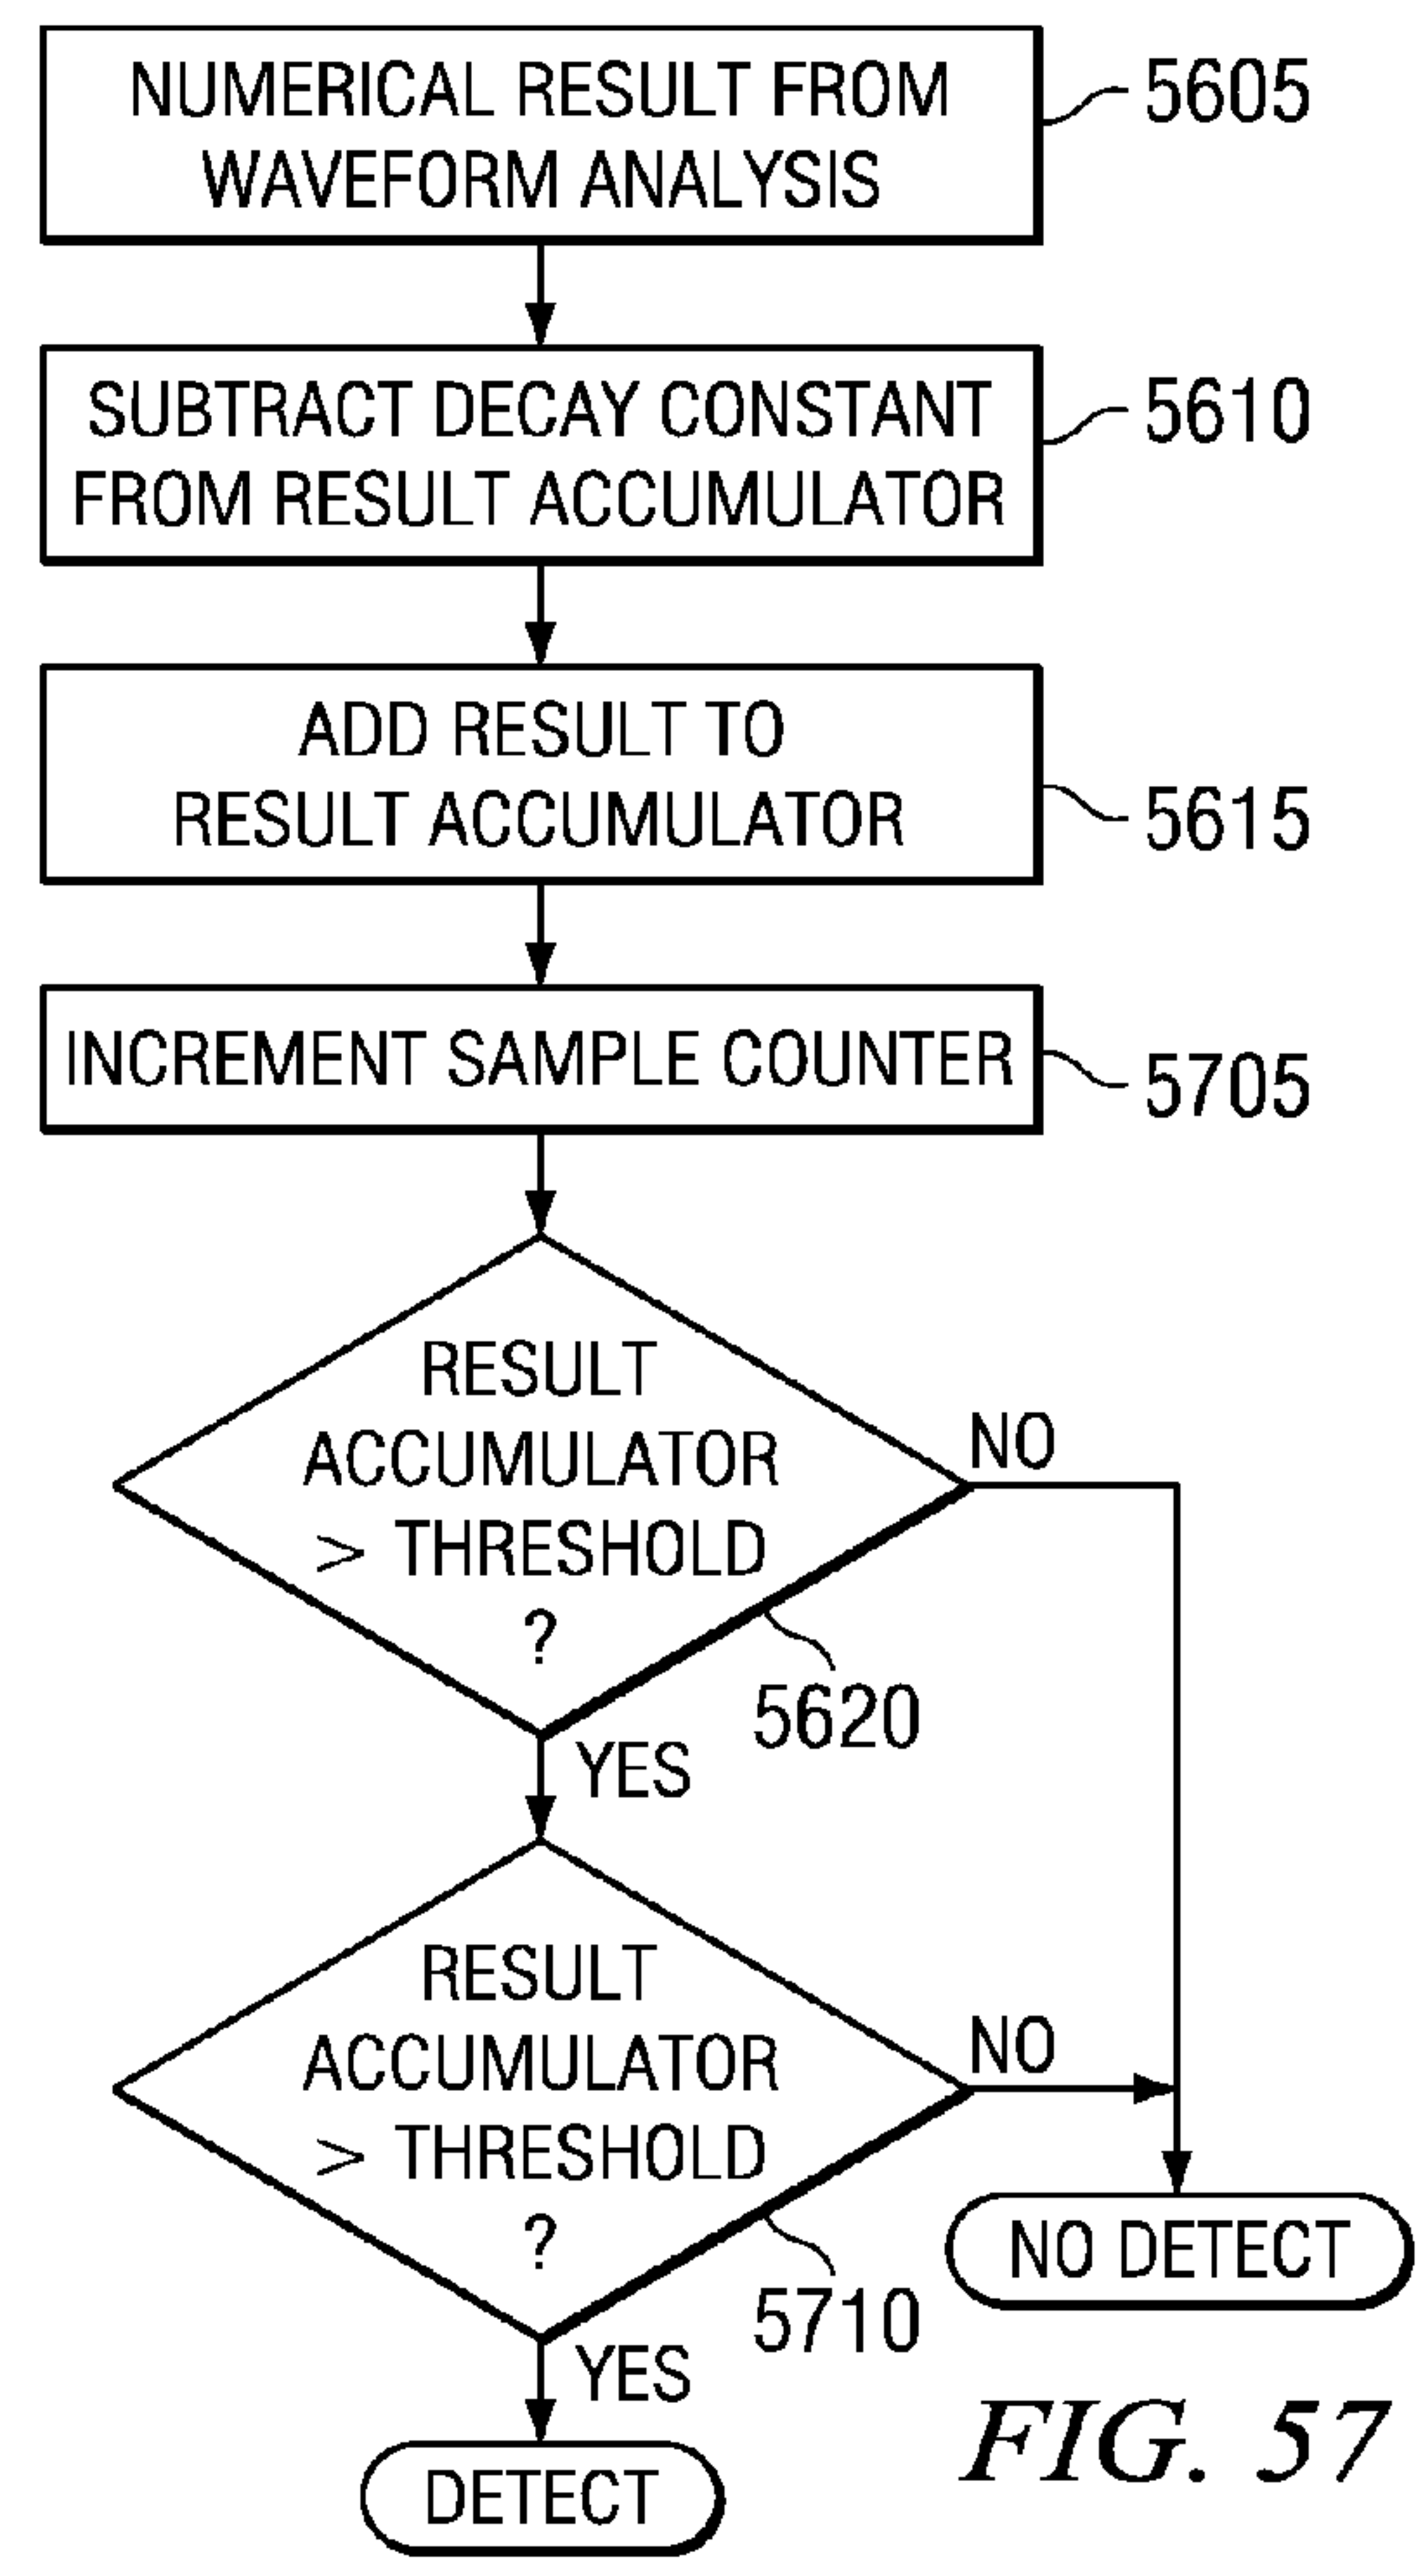 NUMERICAL RESULT FROM
WAVEFORM ANALYSIS
5605
SUBTRACT DECAY CONSTANT
FROM RESULT ACCUMULATOR
5610
ADD RESULT TO
RESULT ACCUMULATOR
5615
INCREMENT SAMPLE COUNTER
5705
RESULT
ACCUMULATOR
> THRESHOLD
?
NO
5620
YES
RESULT
ACCUMULATOR
> THRESHOLD
?
NO
5710
NO DETECT
YES
DETECT
FIG. 57